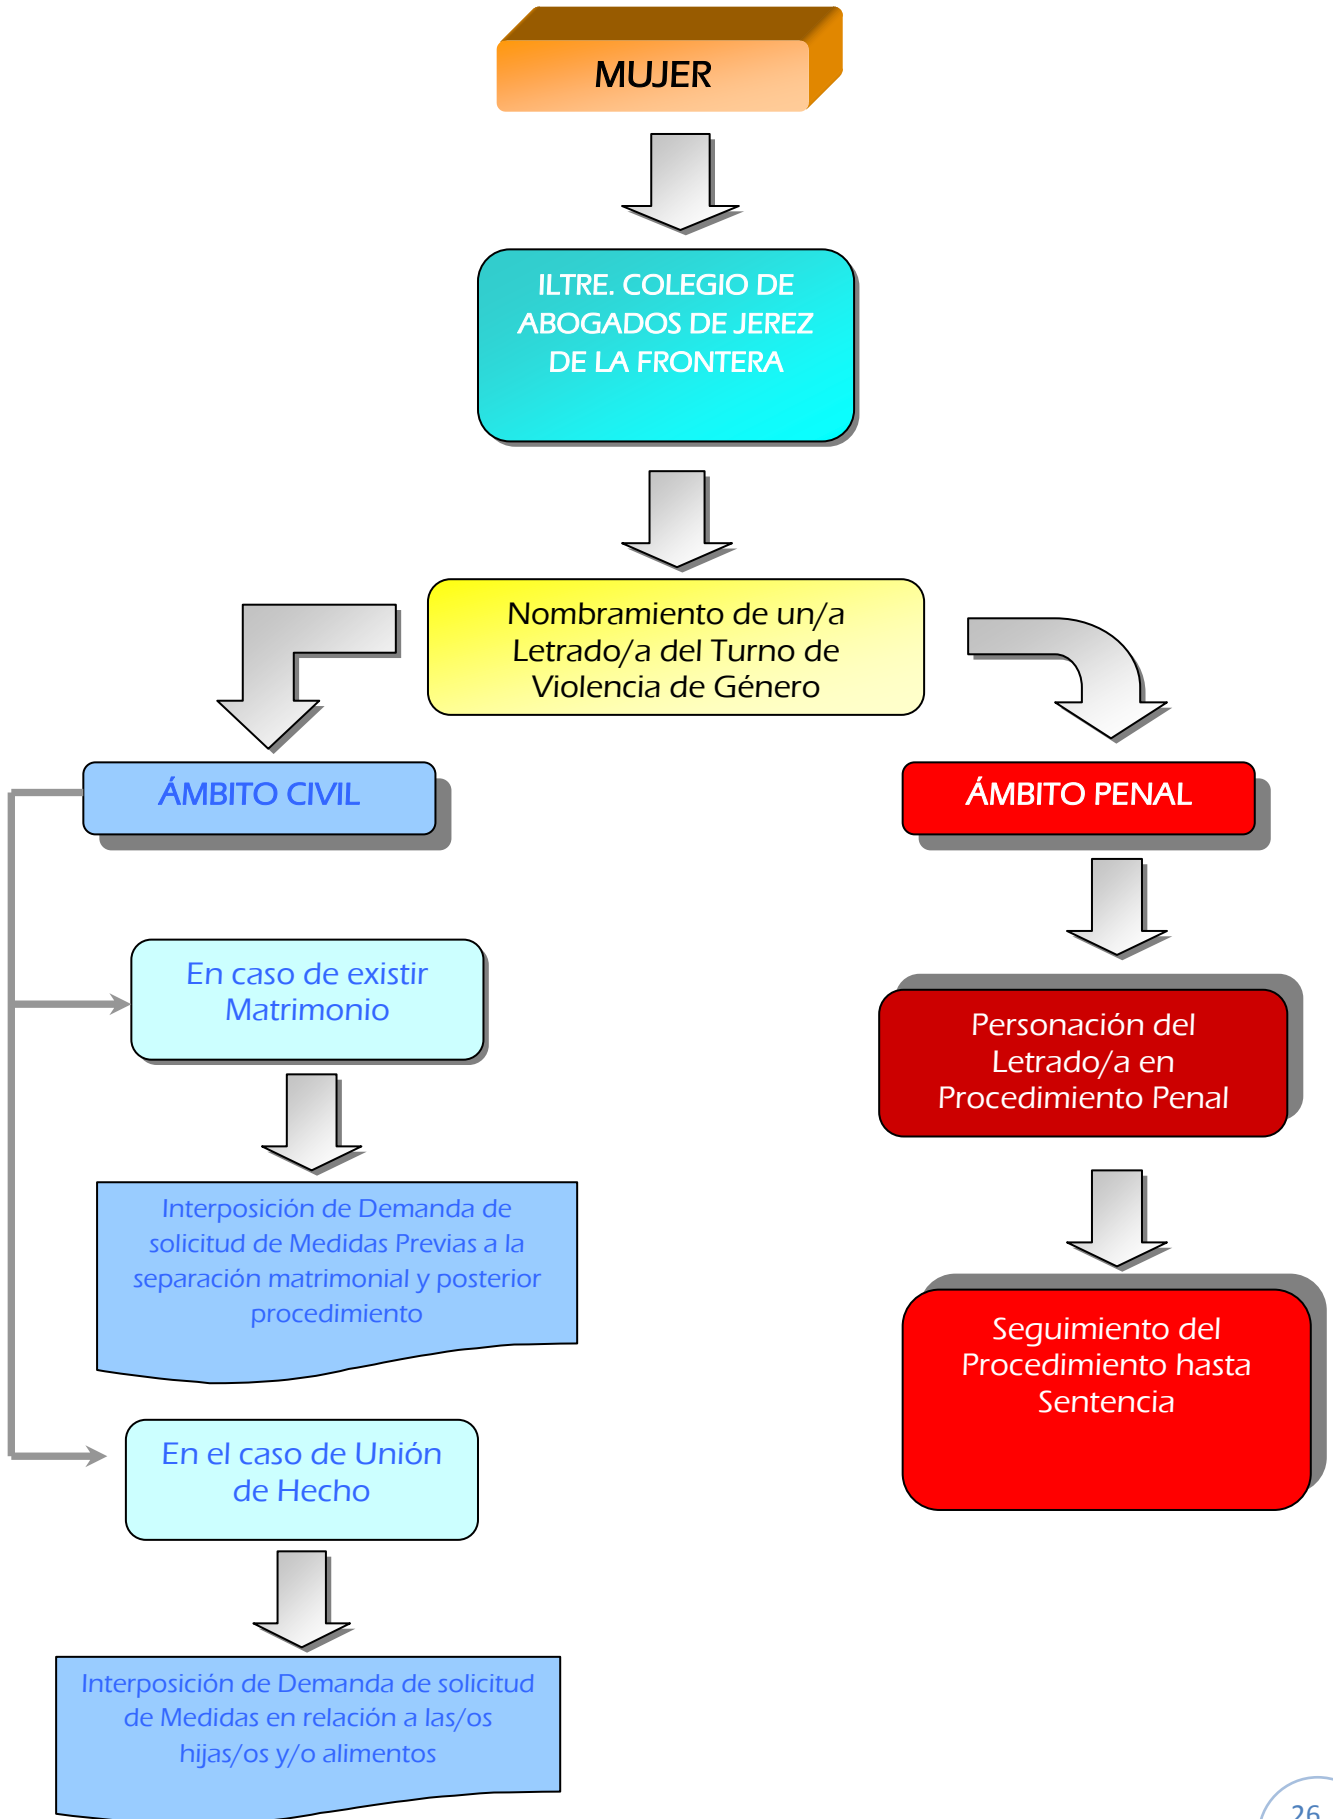 MUJER
ILTRE. COLEGIO DE
ABOGADOS DE JEREZ
DE LA FRONTERA
Nombramiento de un/a
Letrado/a del Turno de
Violencia de Género
ÁMBITO CIVIL
En caso de existir
Matrimonio
Interposición de Demanda de
solicitud de Medidas Previas a la
separación matrimonial y posterior
procedimiento
En el caso de Unión
de Hecho
Interposición de Demanda de solicitud
de Medidas en relación a las/os
hijas/os y/o alimentos
ÁMBITO PENAL
Personación del
Letrado/a en
Procedimiento Penal
Seguimiento del
Procedimiento hasta
Sentencia
26